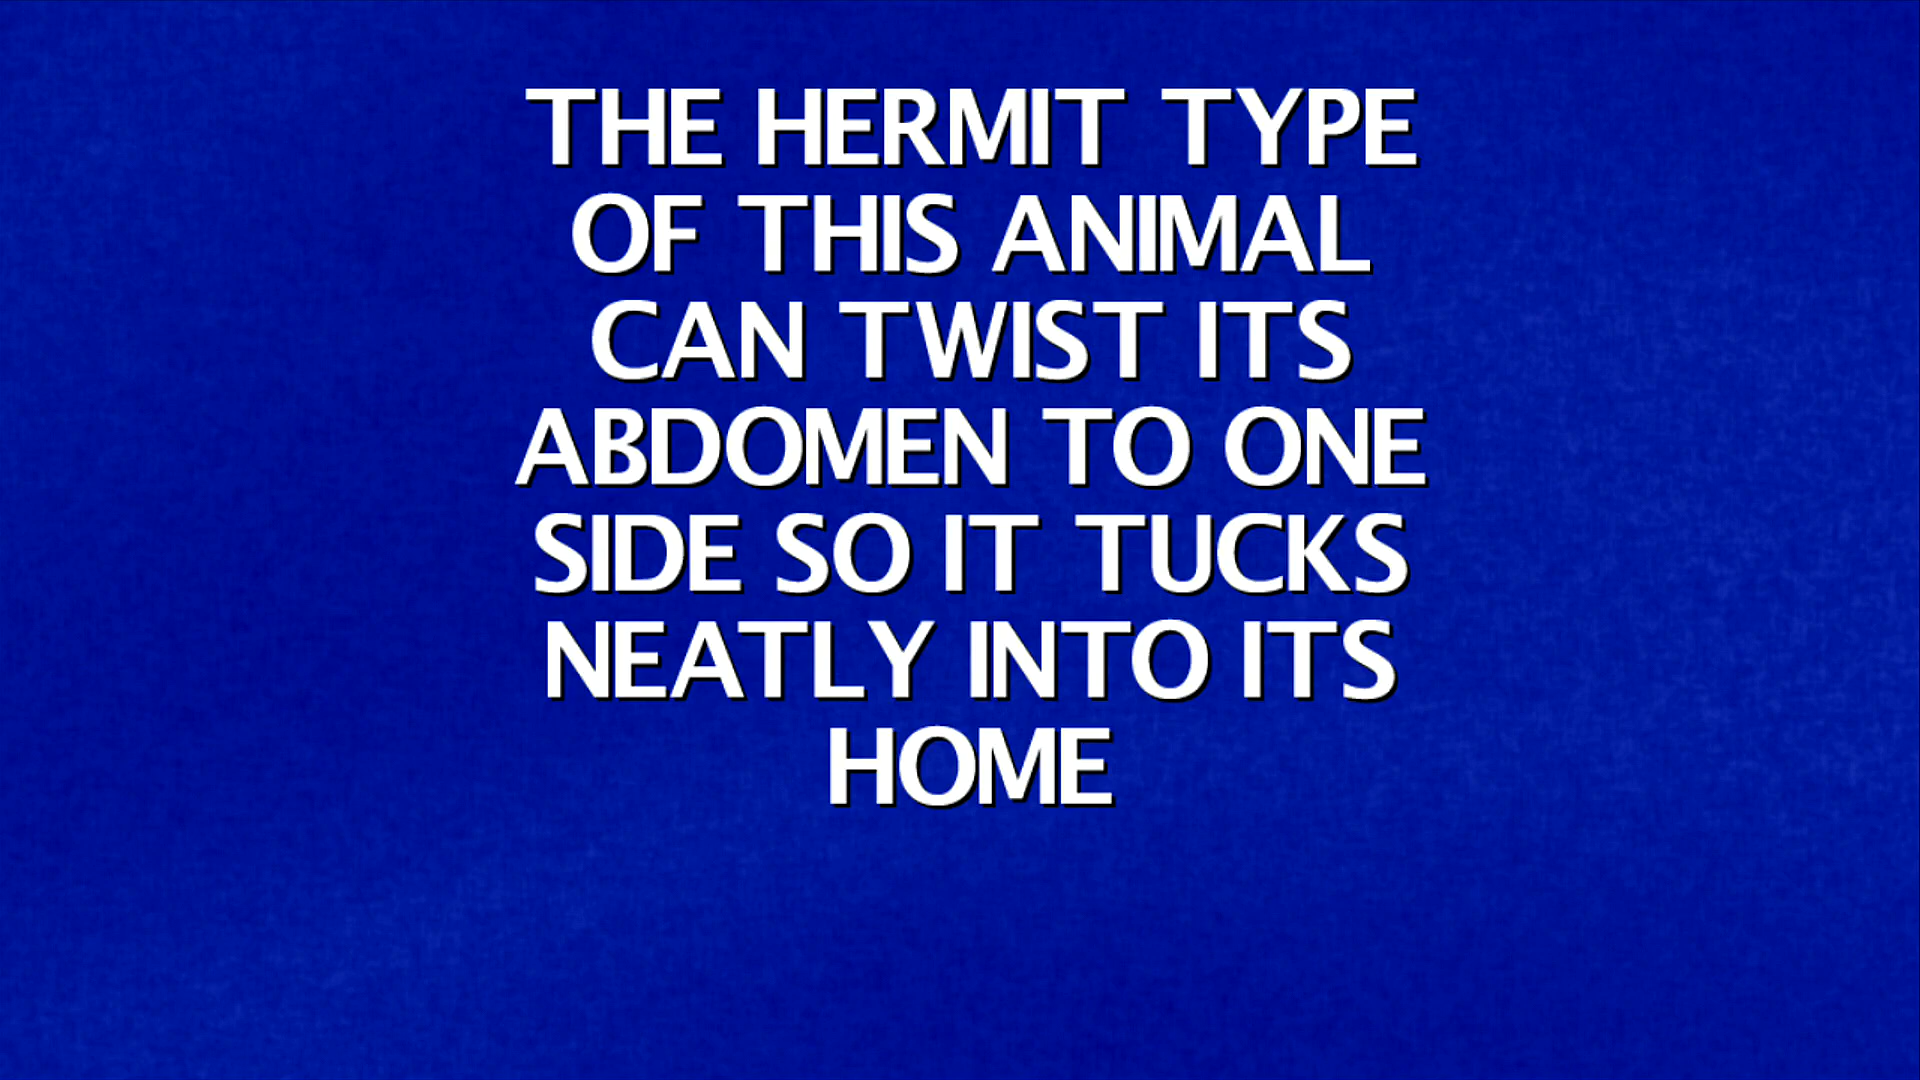 THE HERMIT TYPE
OF THIS ANIMAL
CAN TWIST ITS
ABDOMEN TO ONE
SIDE SO IT TUCKS
NEATLY INTO ITS
HOME